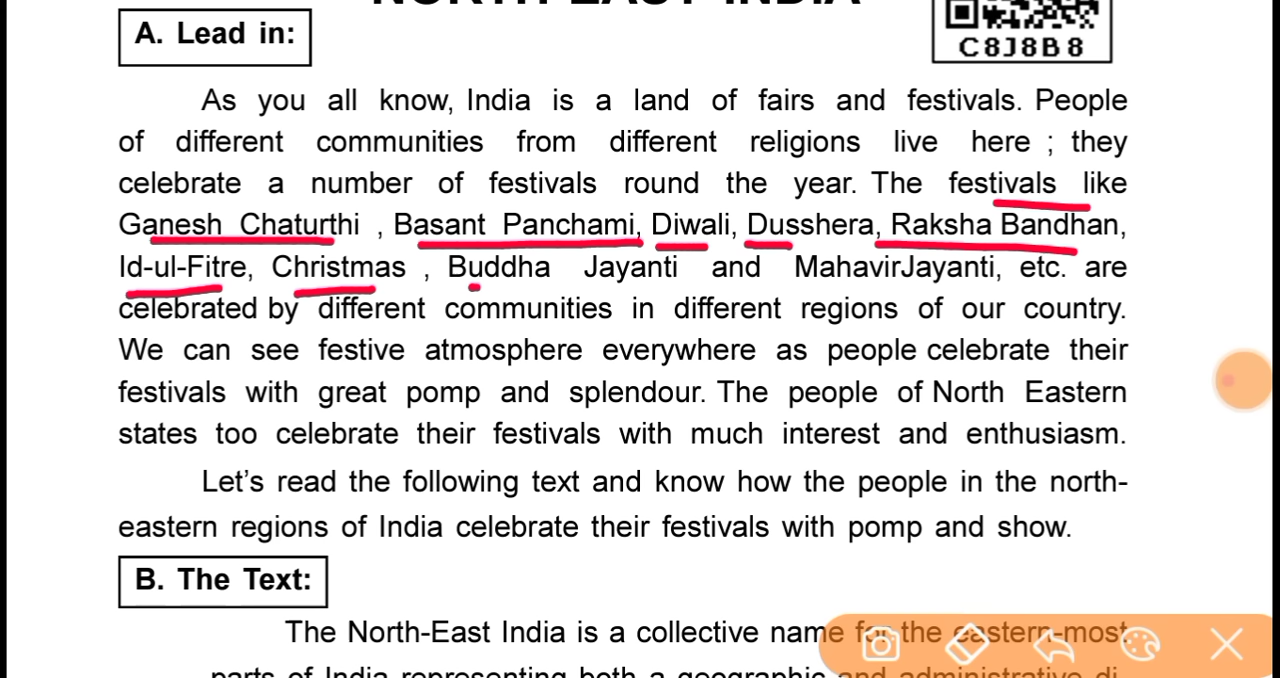 NORTH EAST INDIA
A. Lead in:
C8J8B8
As you all know, India is a land of fairs and festivals. People
of different communities from different religions live here ; they
celebrate a number of festivals round the year. The festivals like
Ganesh Chaturthi , Basant Panchami, Diwali, Dusshera, Raksha Bandhan,
Id-ul-Fitre, Christmas , Buddha Jayanti and MahavirJayanti, etc. are
celebrated by different communities in different regions of our country.
We can see festive atmosphere everywhere as people celebrate their
festivals with great pomp and splendour. The people of North Eastern
states too celebrate their festivals with much interest and enthusiasm.
Let's read the following text and know how the people in the north-
eastern regions of India celebrate their festivals with pomp and show.
B. The Text:
The North-East India is a collective name for the eastern-most
parts of India representing both a geographic and administrative di-